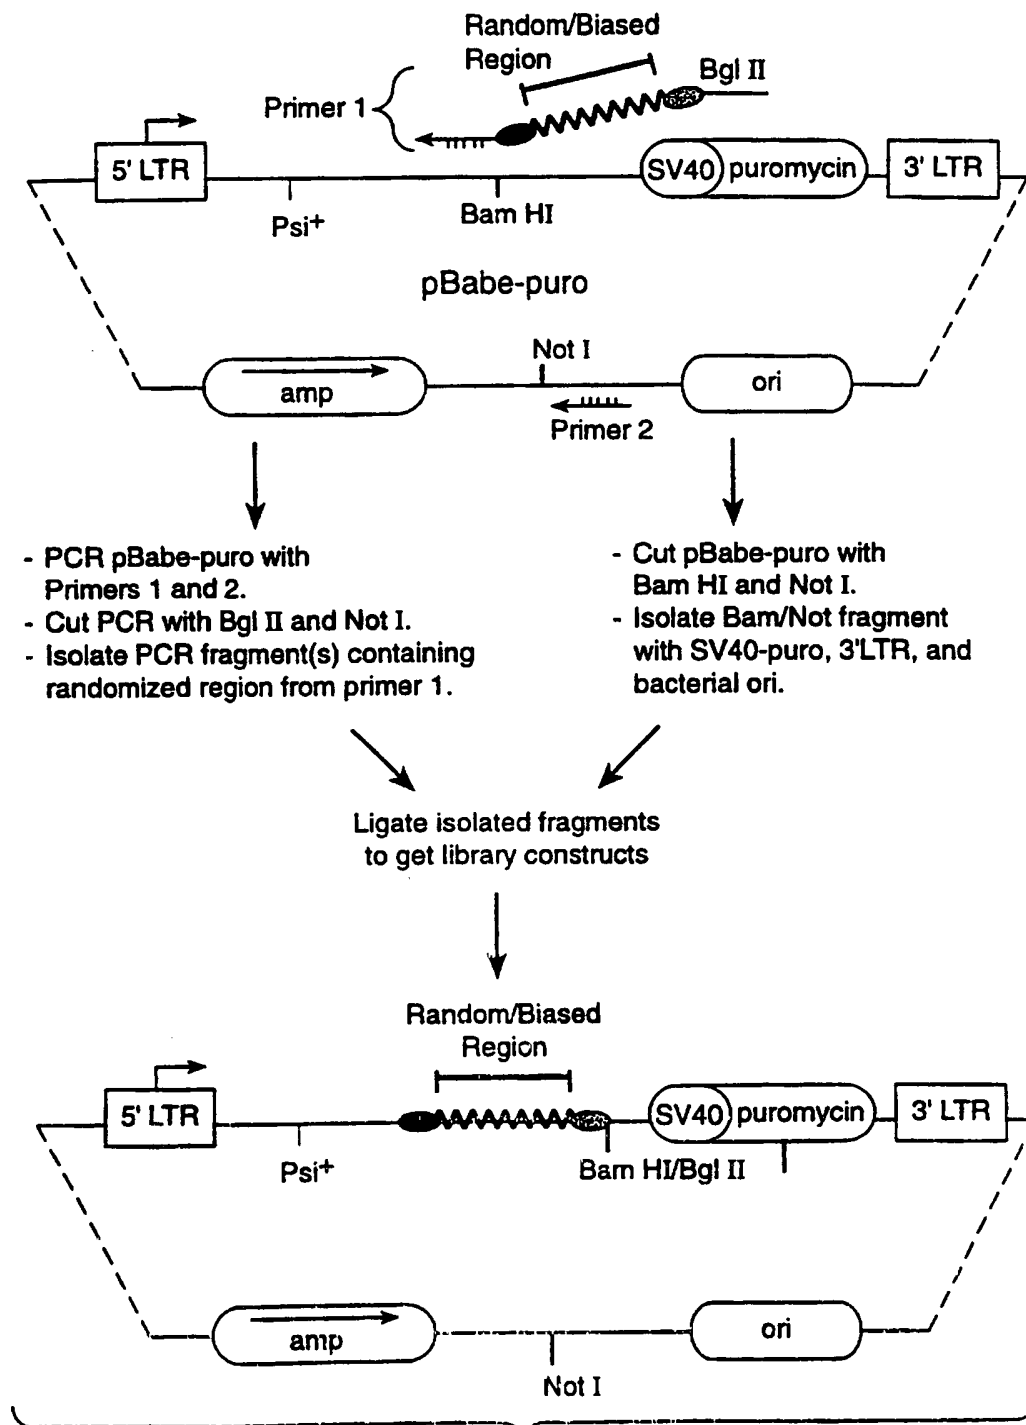 Random/Biased
Region
Bgl II
Primer 1
5' LTR
SV40
puromycin
3' LTR
Psi+
Bam HI
pBabe-puro
Not I
amp
ori
Primer 2
- PCR pBabe-puro with
Primers 1 and 2.
- Cut PCR with Bgl II and Not I.
- Isolate PCR fragment(s) containing
randomized region from primer 1.
- Cut pBabe-puro with
Bam HI and Not I.
- Isolate Bam/Not fragment
with SV40-puro, 3'LTR, and
bacterial ori.
Ligate isolated fragments
to get library constructs
Random/Biased
Region
5' LTR
SV40
puromycin
3' LTR
Psi+
Bam HI/Bgl II
amp
ori
Not I